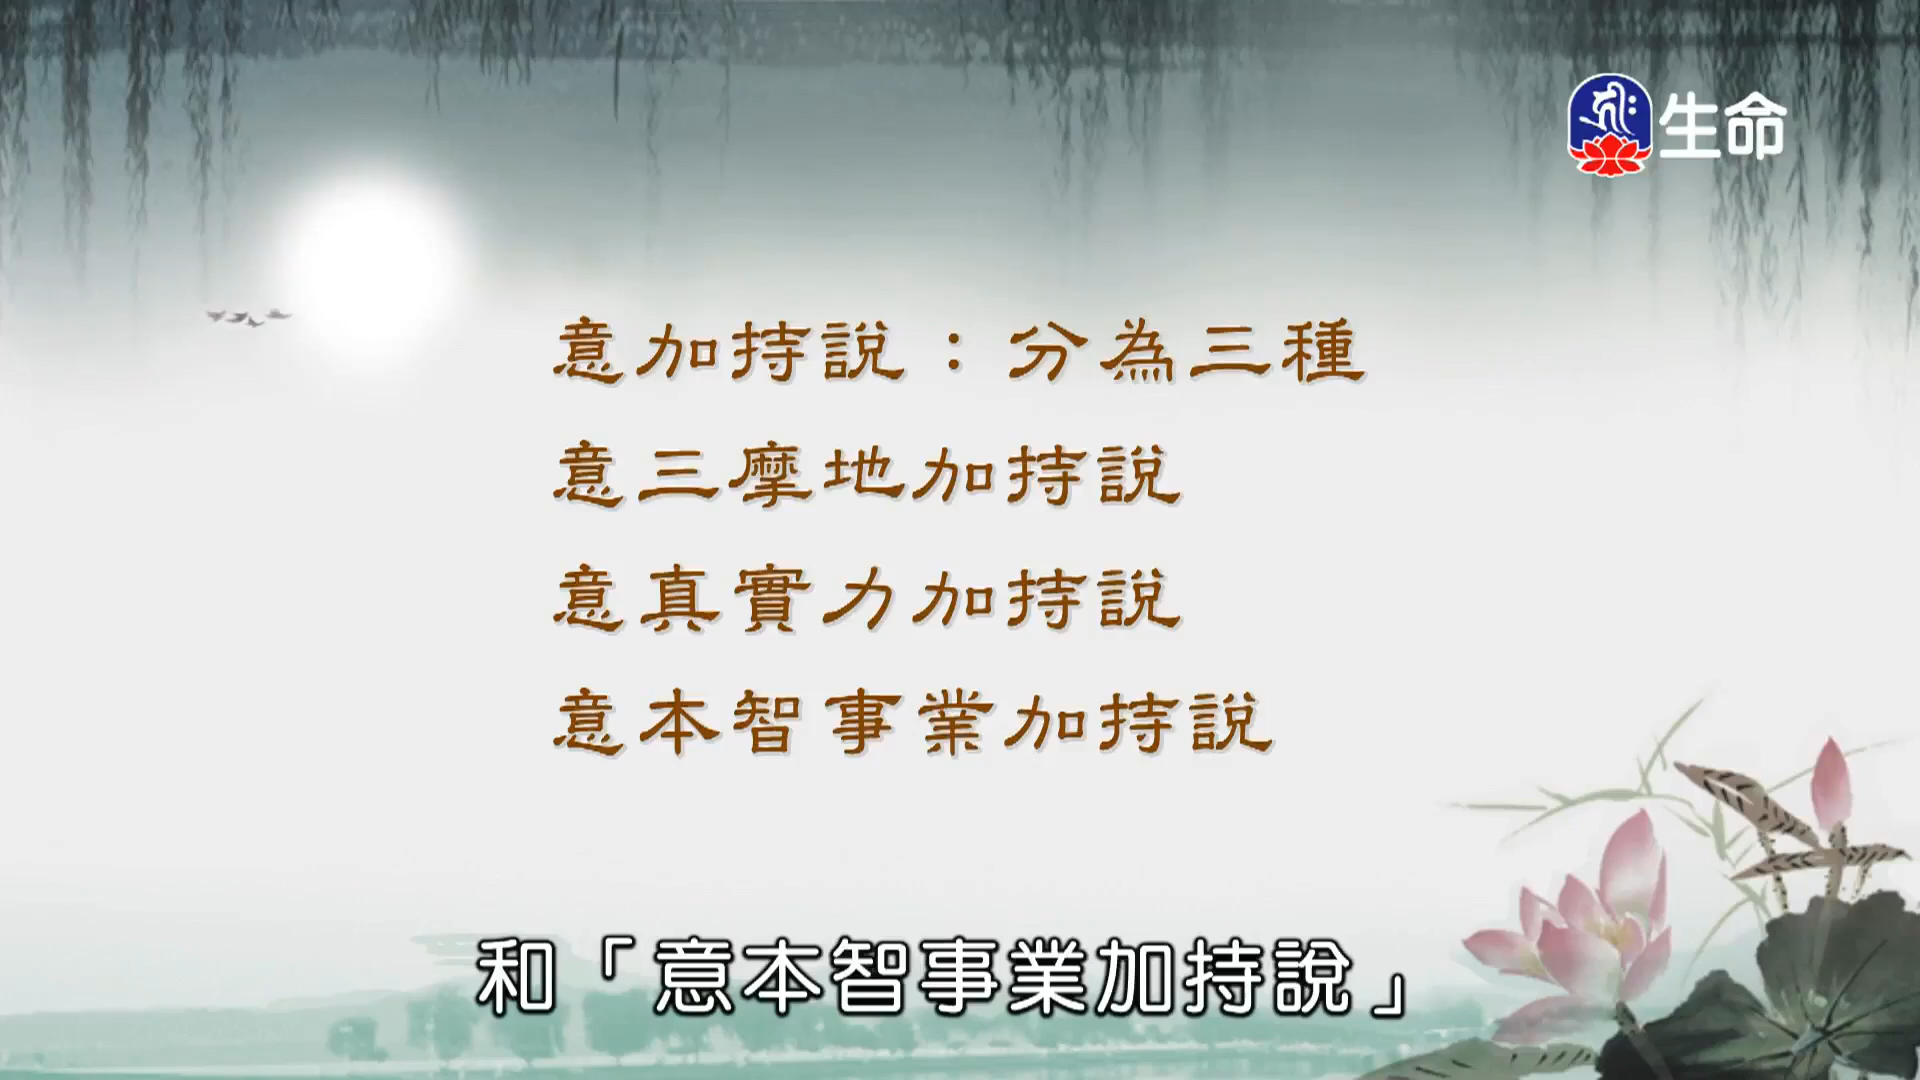 生命
意加持說：分為三種
意三摩地加持說
意真實力加持說
意本智事業加持說
和「意本智事業加持說」